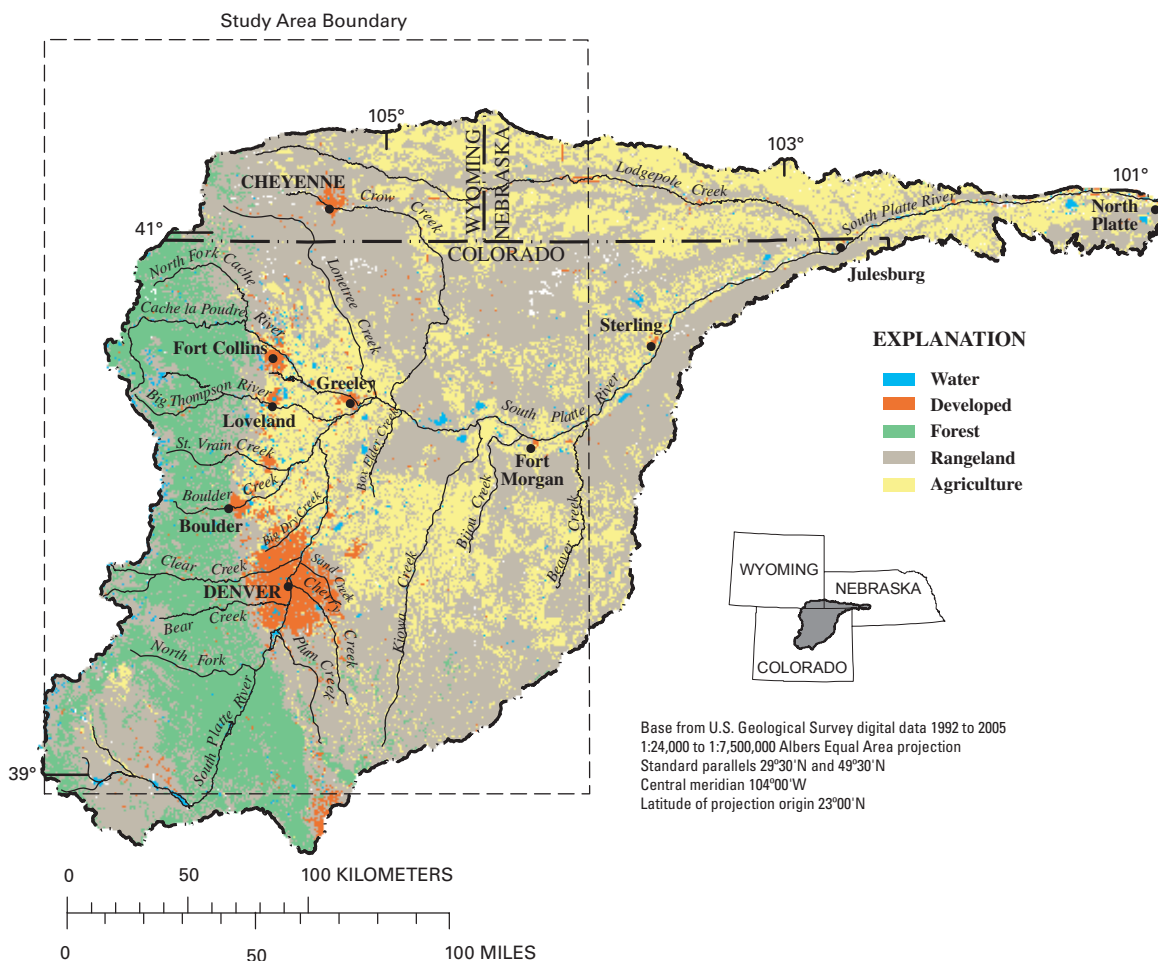 Study Area Boundary
105°
103°
101°
WYOMING
NEBRASKA
Lodgepole Creek
CHEYENNE
Crow Creek
South Platte River
North
Platte
41°
COLORADO
Julesburg
North Fork Cache
Cache la Poudre River
Lonetree Creek
Sterling
Fort Collins
Greeley
Big Thompson River
Loveland
South Platte River
Box Elder Creek
St. Vrain Creek
Fort
Morgan
Boulder Creek
Boulder
Big Dry Creek
Bijou Creek
Beaver Creek
Kiowa Creek
Clear Creek
Sand Creek
DENVER
Cherry Creek
Bear Creek
Plum Creek
North Fork
South Platte River
39°
EXPLANATION
Water
Developed
Forest
Rangeland
Agriculture
WYOMING
NEBRASKA
COLORADO
Base from U.S. Geological Survey digital data 1992 to 2005
1:24,000 to 1:7,500,000 Albers Equal Area projection
Standard parallels 29°30'N and 49°30'N
Central meridian 104°00'W
Latitude of projection origin 23°00'N
0 50 100 KILOMETERS
0 50 100 MILES